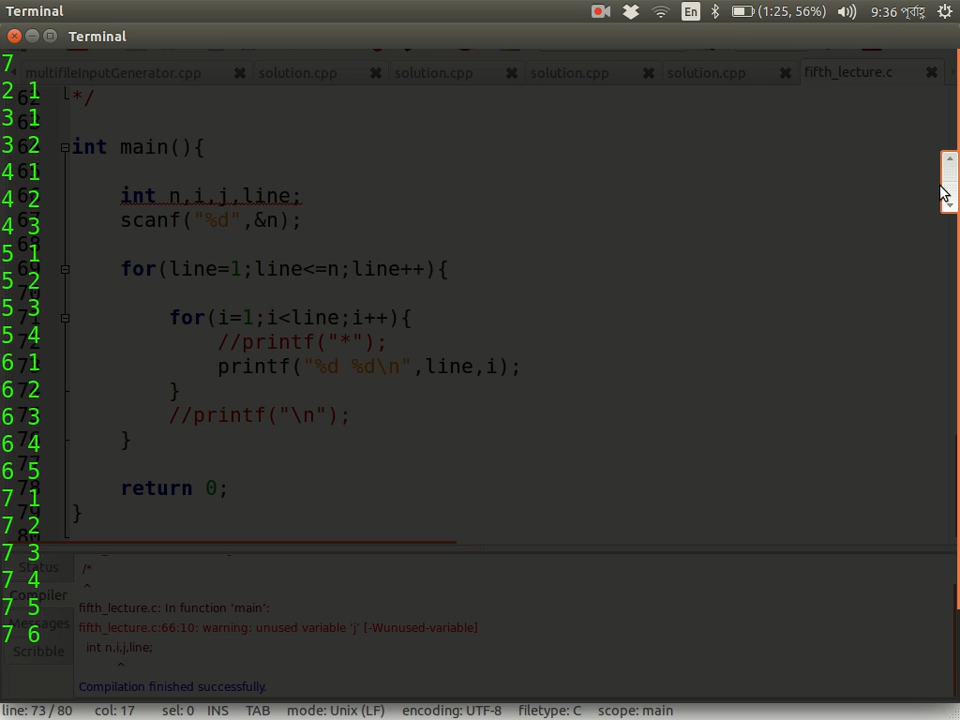 Terminal
En
(1:25, 56%)
9:36 পূর্বাহ্ণ
Terminal
multifileInputGenerator.cpp
solution.cpp
solution.cpp
solution.cpp
solution.cpp
fifth_lecture.c
7
2 1
3 1
3 2
4 1
4 2
4 3
5 1
5 2
5 3
5 4
6 1
6 2
6 3
6 4
6 5
7 1
7 2
7 3
7 4
7 5
7 6
*/
int main(){
int n,i,j,line;
scanf("%d",&n);
for(line=1;line<=n;line++){
for(i=1;i<line;i++){
//printf("*");
printf("%d %d\n",line,i);
}
//printf("\n");
}
return 0;
}
Status
Compiler
Messages
Scribble
/*
^
fifth_lecture.c: In function ‘main’:
fifth_lecture.c:66:10: warning: unused variable ‘j’ [-Wunused-variable]
int n,i,j,line;
^
Compilation finished successfully.
line: 73 / 80 col: 17 sel: 0 INS TAB mode: Unix (LF) encoding: UTF-8 filetype: C scope: main